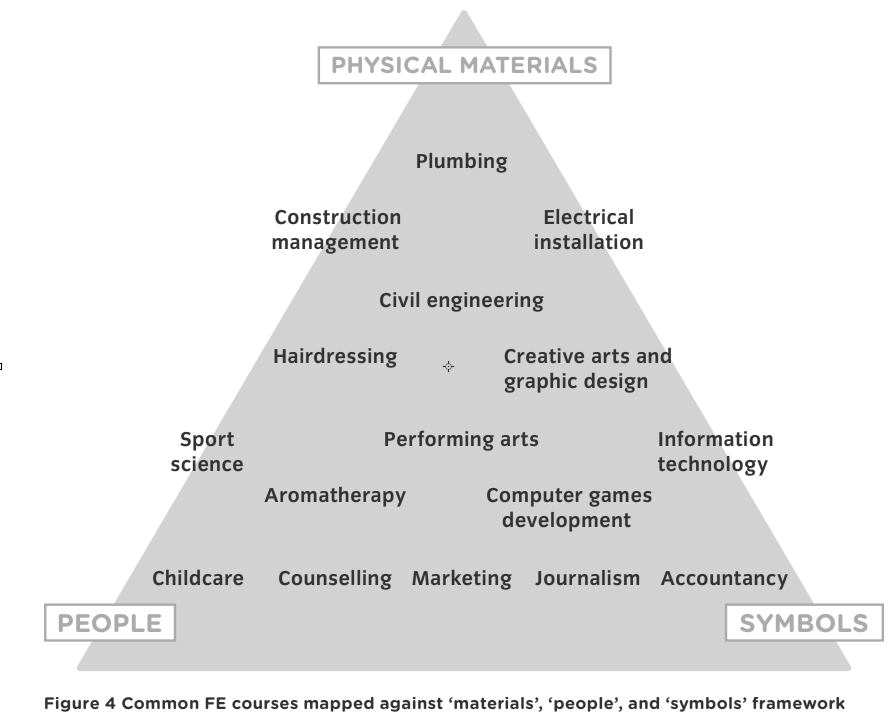 PHYSICAL MATERIALS
Plumbing
Construction
management
Electrical
installation
Civil engineering
Hairdressing
Creative arts and
graphic design
Sport
science
Performing arts
Information
technology
Aromatherapy
Computer games
development
Childcare
Counselling
Marketing
Journalism
Accountancy
PEOPLE
SYMBOLS
Figure 4 Common FE courses mapped against ‘materials’, ‘people’, and ‘symbols’ framework